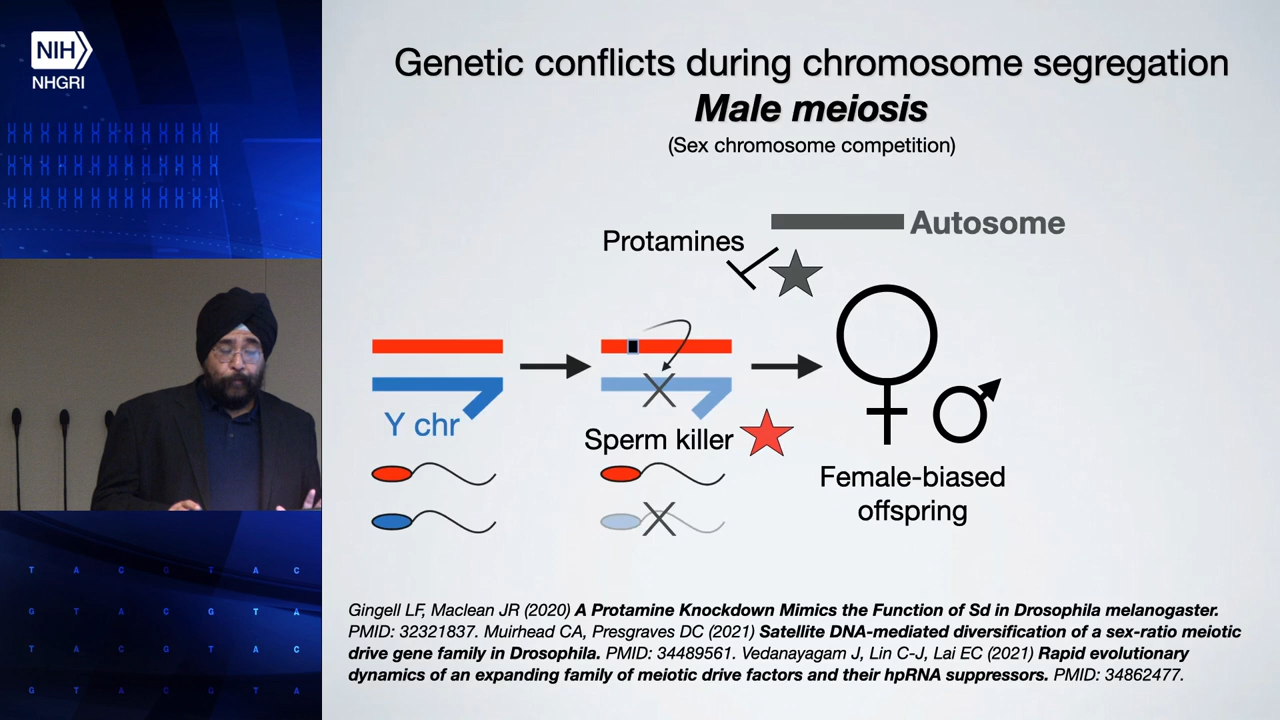 NIH
NHGRI
Genetic conflicts during chromosome segregation
Male meiosis
(Sex chromosome competition)
Autosome
Protamines
Y chr
Sperm killer
Female-biased
offspring
Gingell LF, Maclean JR (2020) A Protamine Knockdown Mimics the Function of Sd in Drosophila melanogaster.
PMID: 32321837. Muirhead CA, Presgraves DC (2021) Satellite DNA-mediated diversification of a sex-ratio meiotic
drive gene family in Drosophila. PMID: 34489561. Vedanayagam J, Lin C-J, Lai EC (2021) Rapid evolutionary
dynamics of an expanding family of meiotic drive factors and their hpRNA suppressors. PMID: 34862477.
T A C G T A C
G T A C G T A
T A C G T A C
G T A C G T A